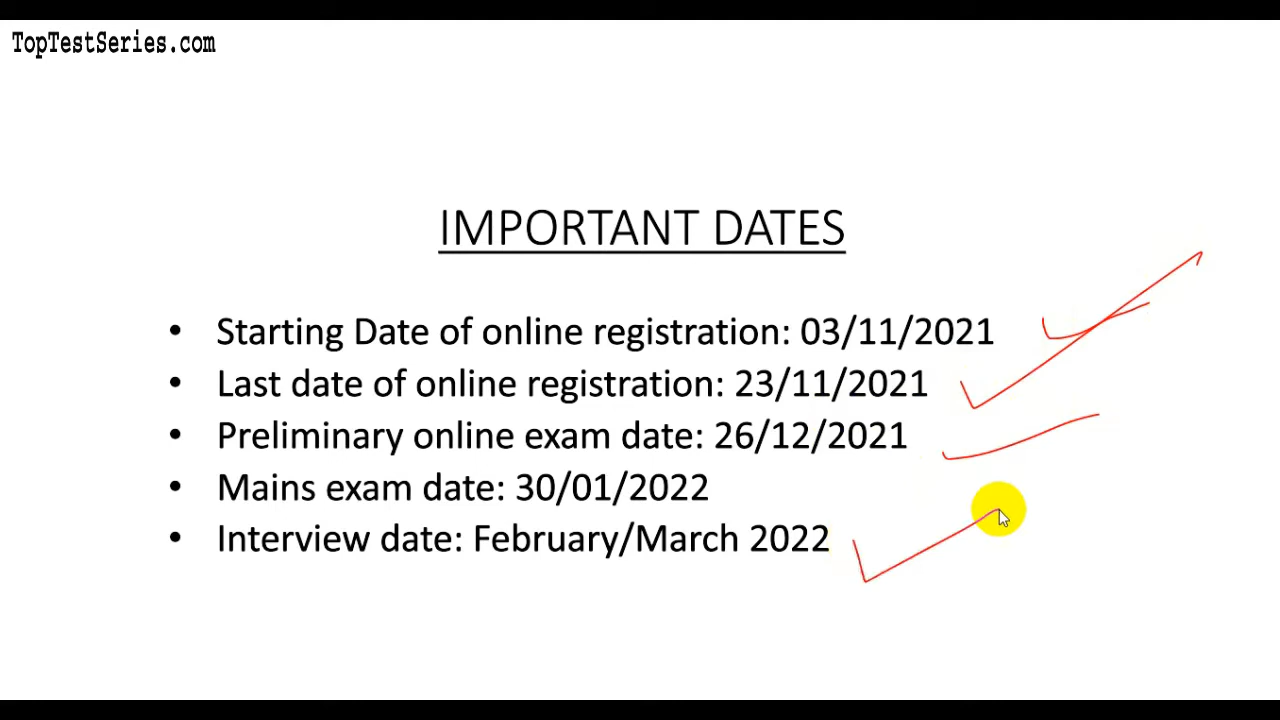 TopTestSeries.com
IMPORTANT DATES
• Starting Date of online registration: 03/11/2021
• Last date of online registration: 23/11/2021
• Preliminary online exam date: 26/12/2021
• Mains exam date: 30/01/2022
• Interview date: February/March 2022